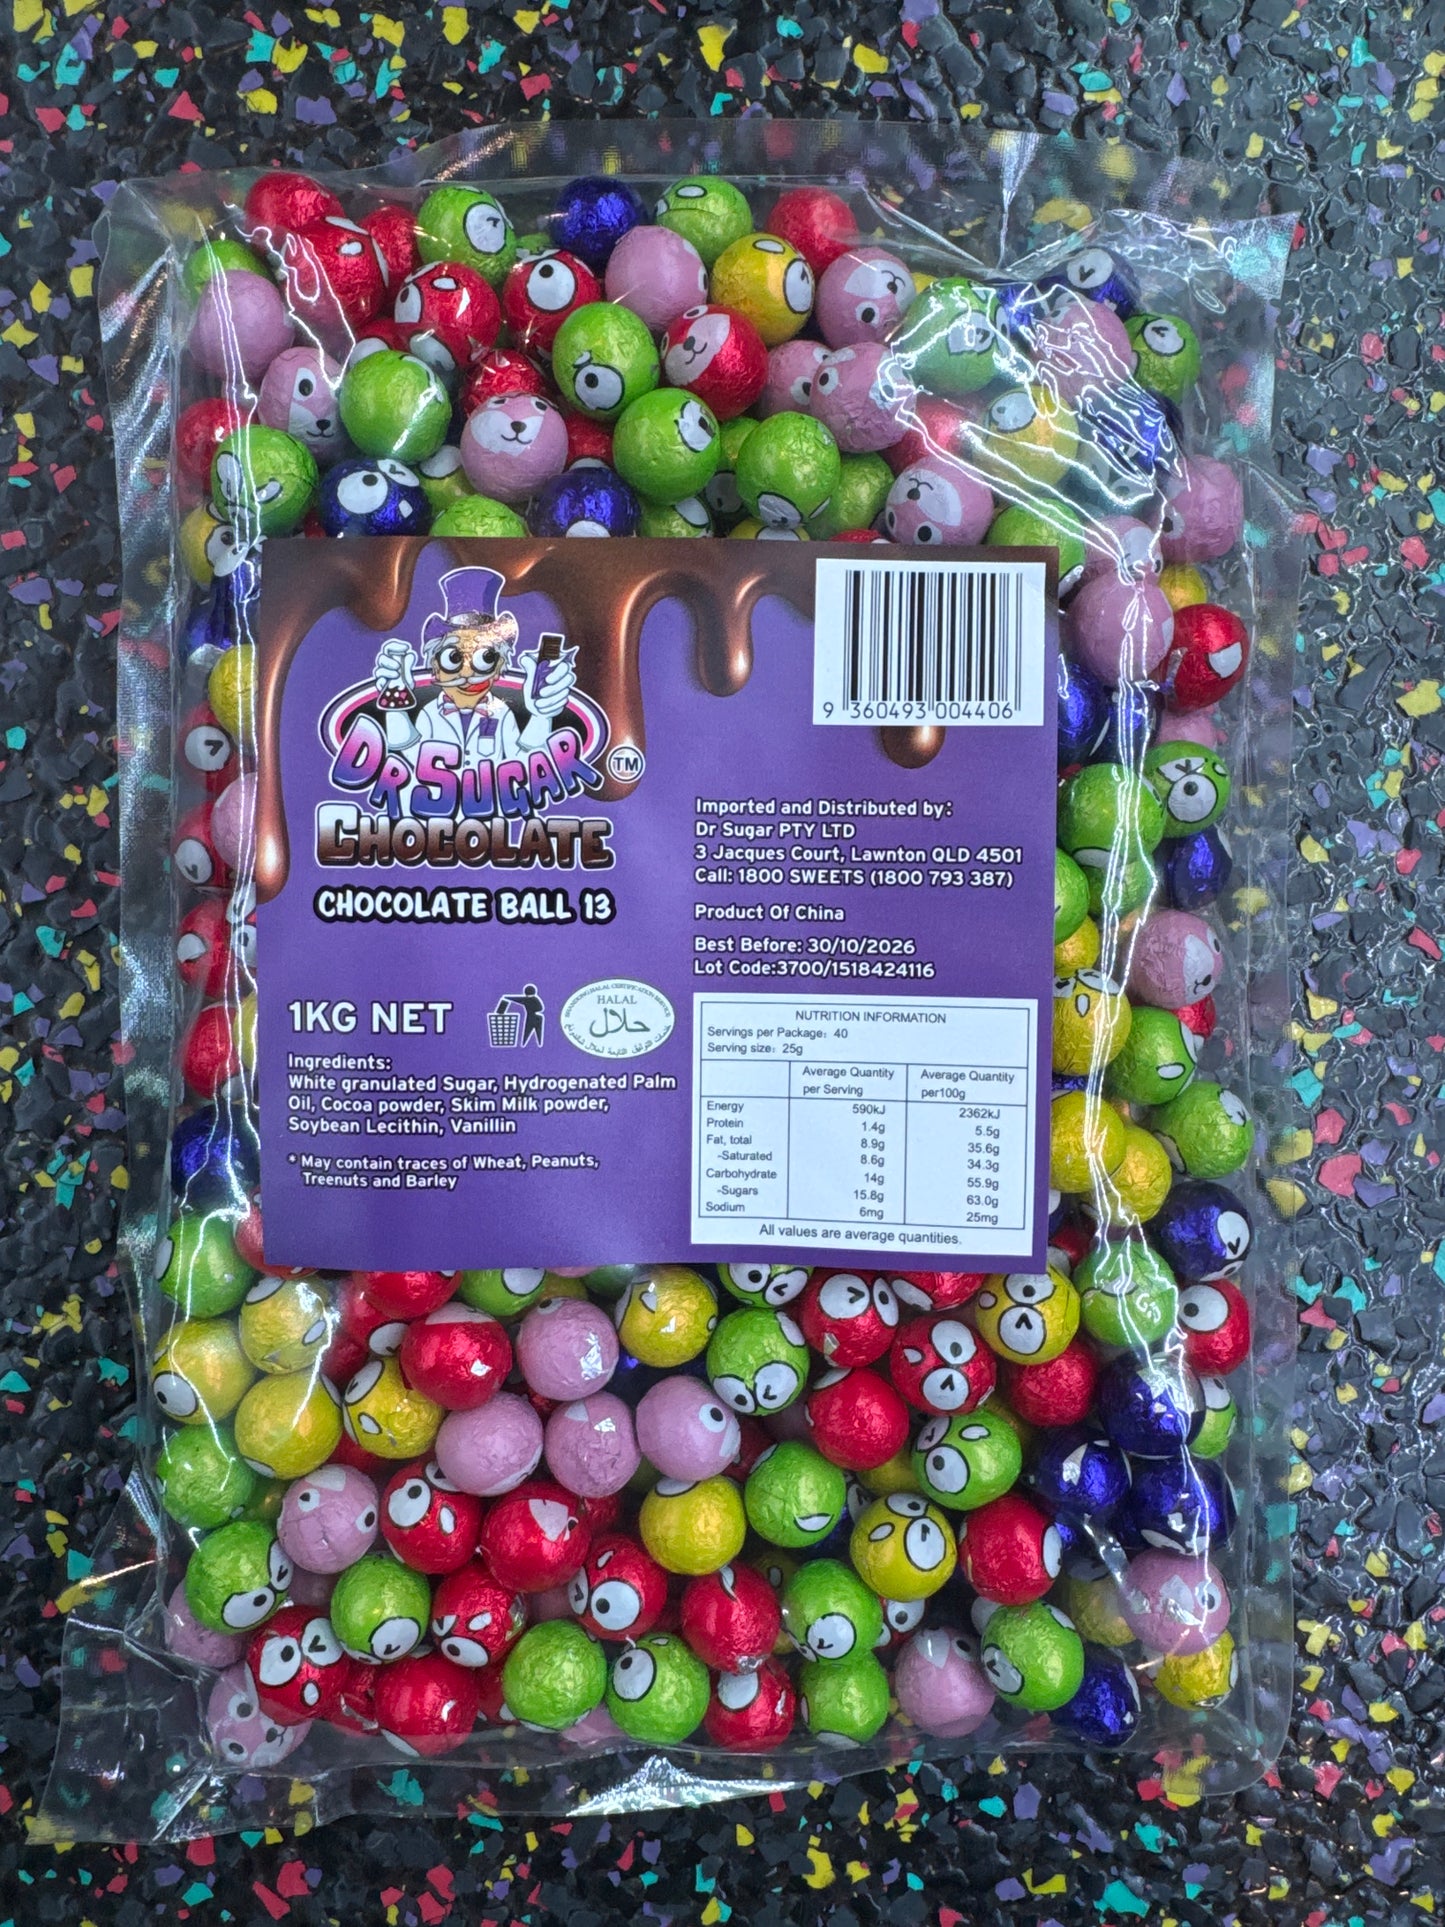 DR SUGAR
CHOCOLATE
TM
CHOCOLATE BALL 13
9 360493 004406
Imported and Distributed by:
Dr Sugar PTY LTD
3 Jacques Court, Lawnton QLD 4501
Call: 1800 SWEETS (1800 793 387)
Product Of China
Best Before: 30/10/2026
Lot Code:3700/1518424116
1KG NET
HALAL CERTIFICATION SERVICE
HALAL
حلال
Ingredients:
White granulated Sugar, Hydrogenated Palm
Oil, Cocoa powder, Skim Milk powder,
Soybean Lecithin, Vanillin
* May contain traces of Wheat, Peanuts,
Treenuts and Barley
NUTRITION INFORMATION
Servings per Package: 40
Serving size: 25g
Average Quantity per Serving Average Quantity per100g
Energy 590kJ 2362kJ
Protein 1.4g 5.5g
Fat, total 8.9g 35.6g
-Saturated 8.6g 34.3g
Carbohydrate 14g 55.9g
-Sugars 15.8g 63.0g
Sodium 6mg 25mg
All values are average quantities.